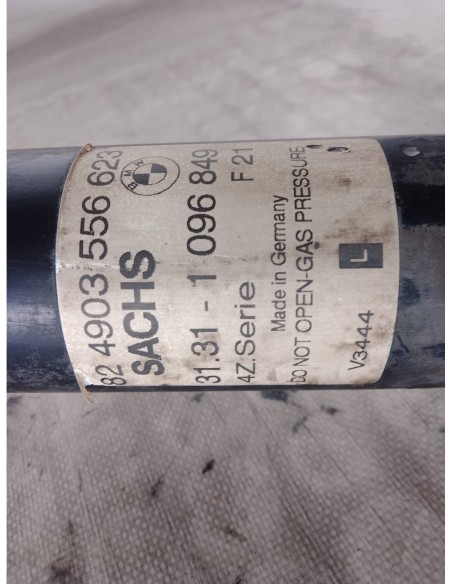 82 4903 556 623
BMW
SACHS
31.31 - 1 096 849
4Z.Serie F 21
Made in Germany
DO NOT OPEN-GAS PRESSURE
L
V3444